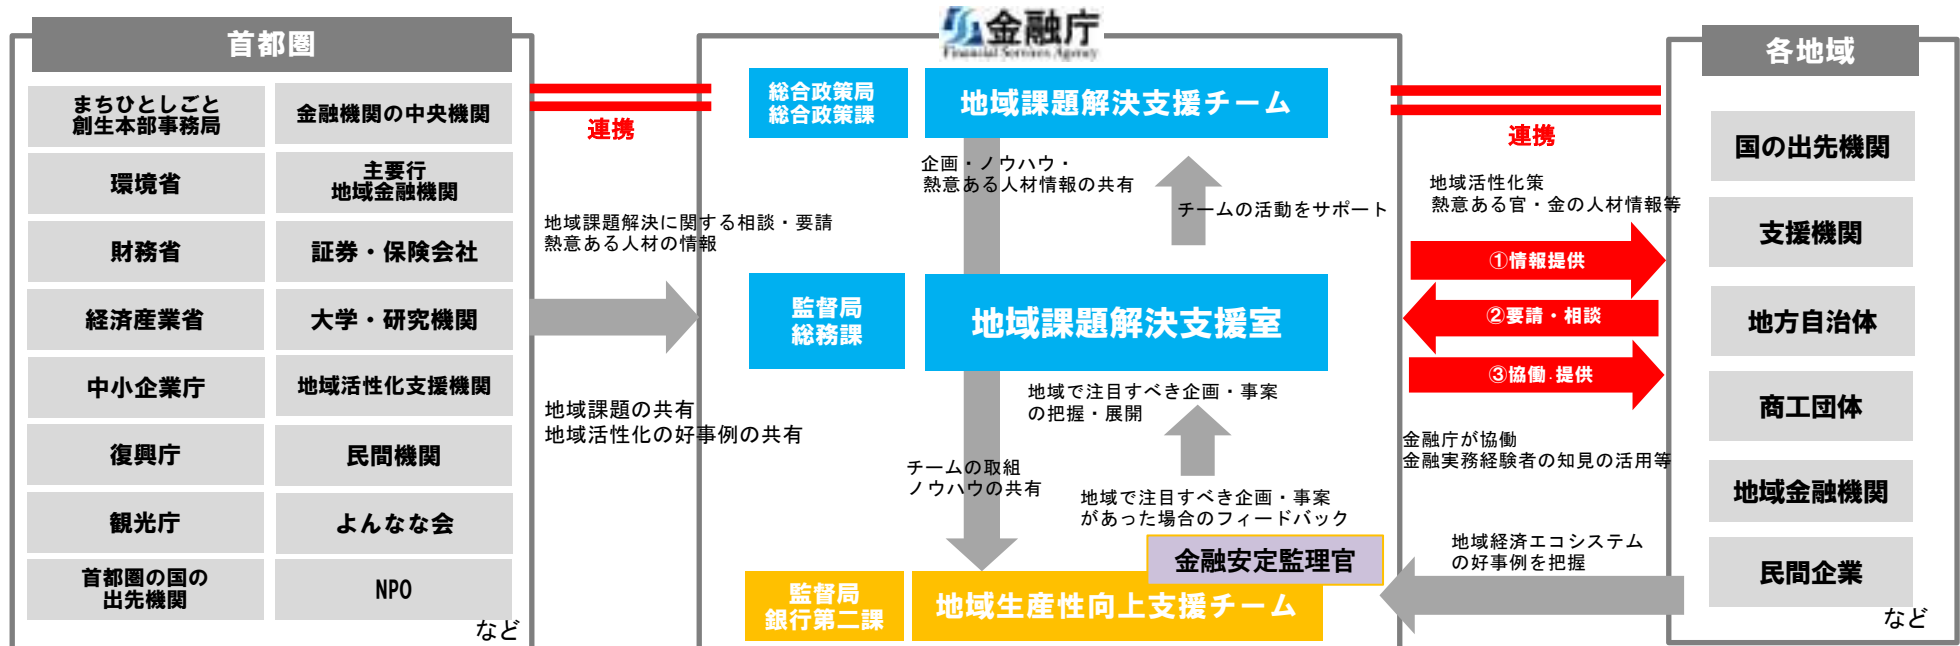 首都圏
まちひとしごと
創生本部事務局
金融機関の中央機関
環境省
主要行
地域金融機関
財務省
証券・保険会社
経済産業省
大学・研究機関
中小企業庁
地域活性化支援機関
復興庁
民間機関
観光庁
よんなな会
首都圏の国の
出先機関
NPO
など
連携
地域課題解決に関する相談・要請
熱意ある人材の情報
地域課題の共有
地域活性化の好事例の共有
金融庁
Financial Services Agency
総合政策局
総合政策課
地域課題解決支援チーム
企画・ノウハウ・
熱意ある人材情報の共有
チームの活動をサポート
監督局
総務課
地域課題解決支援室
地域で注目すべき企画・事案
の把握・展開
チームの取組
ノウハウの共有
地域で注目すべき企画・事案
があった場合のフィードバック
金融安定監理官
監督局
銀行第二課
地域生産性向上支援チーム
連携
地域活性化策
熱意ある官・金の人材情報等
①情報提供
②要請・相談
③協働.提供
金融庁が協働
金融実務経験者の知見の活用等
地域経済エコシステム
の好事例を把握
各地域
国の出先機関
支援機関
地方自治体
商工団体
地域金融機関
民間企業
など